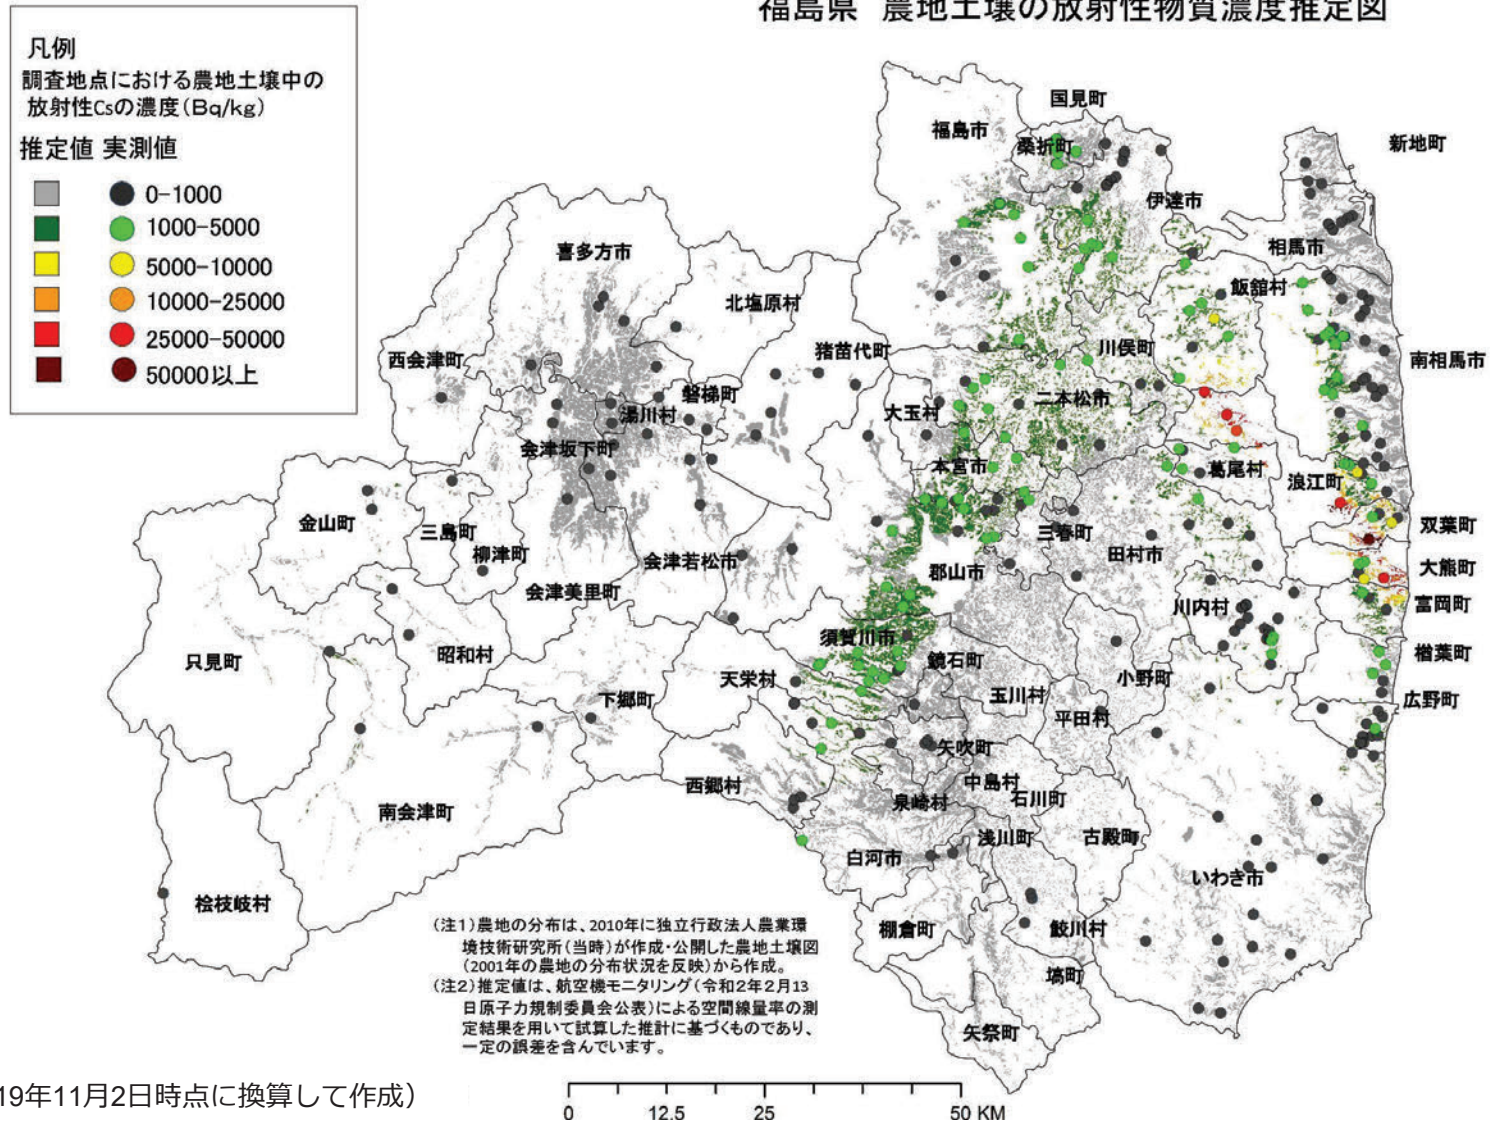 福島県 農地土壌の放射性物質濃度推定図
凡例
調査地点における農地土壌中の
放射性Csの濃度（Bq/kg）
推定値 実測値
0-1000
1000-5000
5000-10000
10000-25000
25000-50000
50000以上
国見町
福島市
桑折町
新地町
伊達市
相馬市
喜多方市
飯舘村
北塩原村
猪苗代町
川俣町
西会津町
南相馬市
磐梯町
二本松市
湯川村
大玉村
会津坂下町
本宮市
葛尾村
浪江町
金山町
三島町
双葉町
三春町
柳津町
田村市
会津若松市
郡山市
大熊町
会津美里町
富岡町
川内村
須賀川市
昭和村
只見町
鏡石町
楢葉町
天栄村
小野町
下郷町
玉川村
広野町
平田村
矢吹町
西郷村
中島村
石川町
泉崎村
南会津町
浅川町
古殿町
白河市
いわき市
桧枝岐村
棚倉町
鮫川村
塙町
矢祭町
（注1）農地の分布は、2010年に独立行政法人農業環
境技術研究所（当時）が作成・公開した農地土壌図
（2001年の農地の分布状況を反映）から作成。
（注2）推定値は、航空機モニタリング（令和2年2月13
日原子力規制委員会公表）による空間線量率の測
定結果を用いて試算した推計に基づくものであり、
一定の誤差を含んでいます。
19年11月2日時点に換算して作成）
0 12.5 25 50 KM